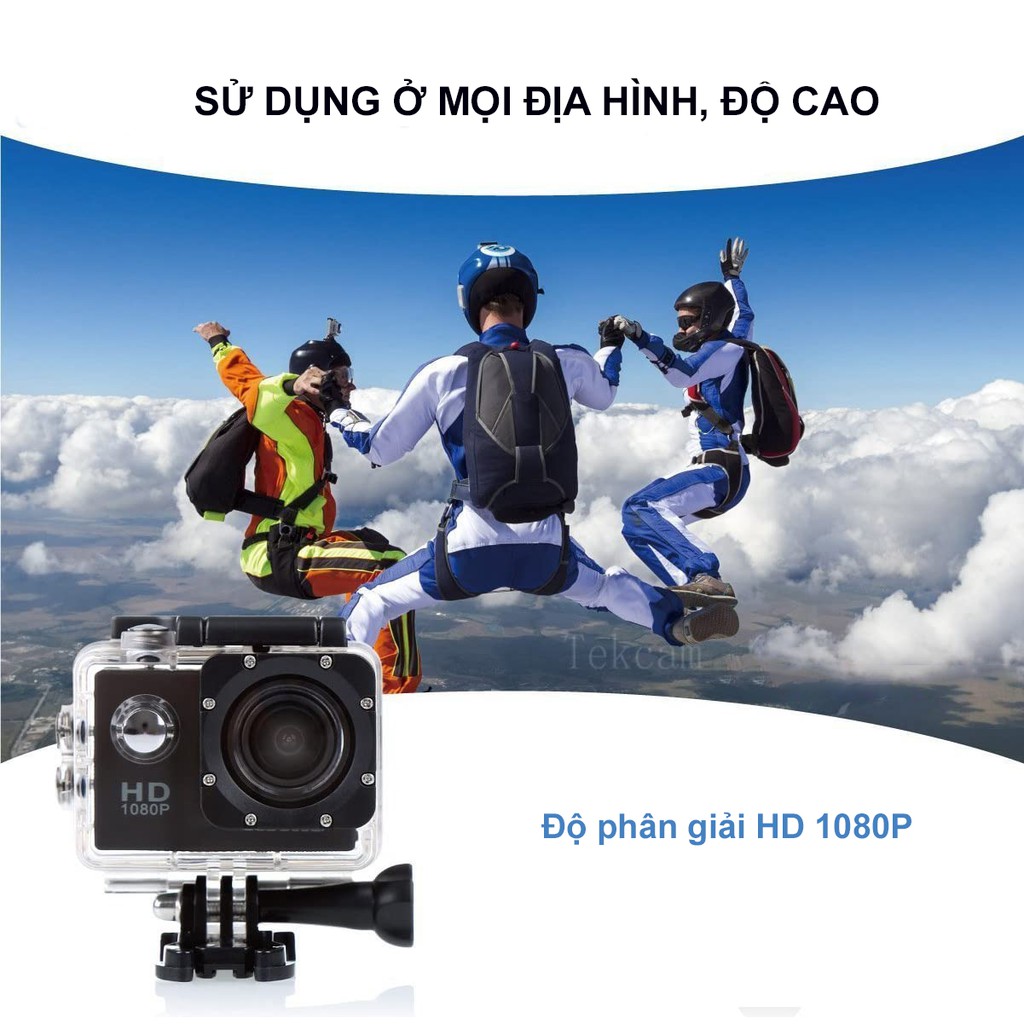 SỬ DỤNG Ở MỌI ĐỊA HÌNH, ĐỘ CAO
Tekcam
HD
1080P
Độ phân giải HD 1080P